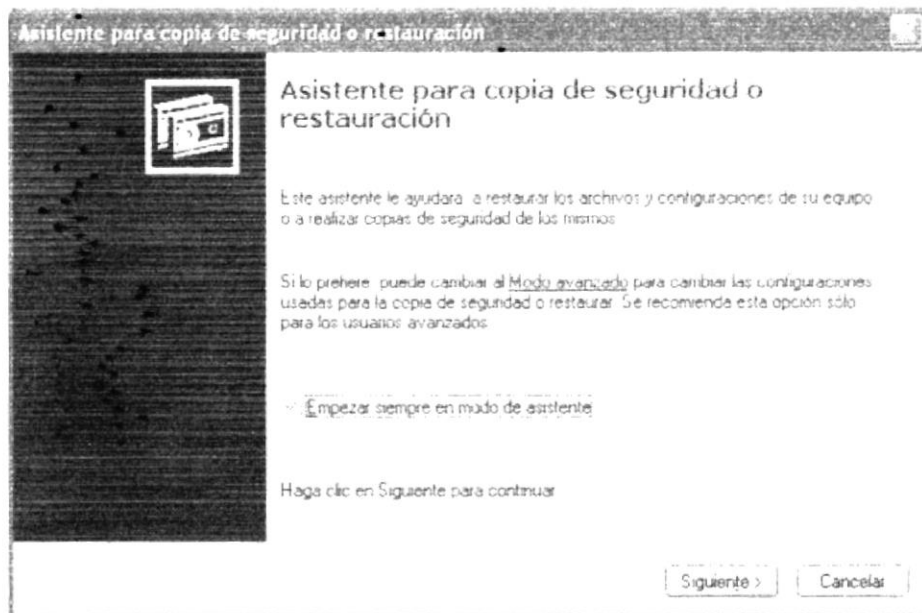 Asistente para copia de seguridad o restauración
Asistente para copia de seguridad o
restauración
Este asistente le ayudara a restaurar los archivos y configuraciones de su equipo
o a realizar copias de seguridad de los mismos
Si lo prefiere puede cambiar al Modo avanzado para cambiar las configuraciones
usadas para la copia de seguridad o restaurar. Se recomienda esta opción sólo
para los usuarios avanzados
Empezar siempre en modo de asistente
Haga clic en Siguiente para continuar
Siguiente >
Cancelar